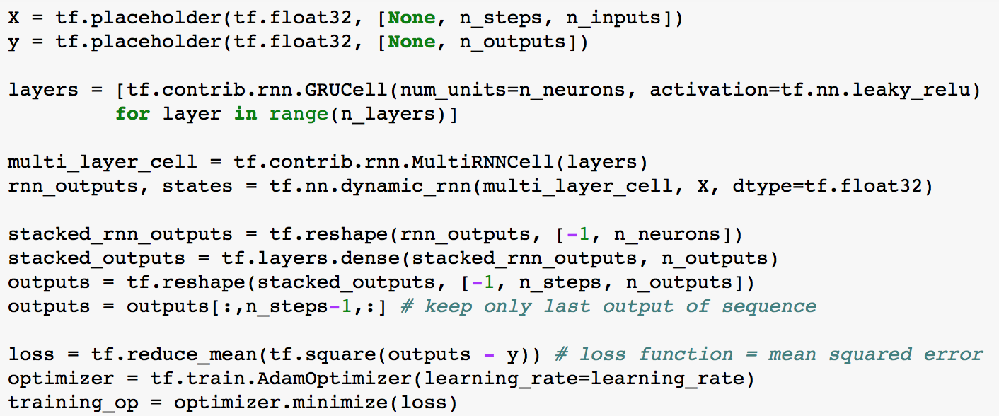 X = tf.placeholder(tf.float32, [None, n_steps, n_inputs])
y = tf.placeholder(tf.float32, [None, n_outputs])

layers = [tf.contrib.rnn.GRUCell(num_units=n_neurons, activation=tf.nn.leaky_relu)
         for layer in range(n_layers)]

multi_layer_cell = tf.contrib.rnn.MultiRNNCell(layers)
rnn_outputs, states = tf.nn.dynamic_rnn(multi_layer_cell, X, dtype=tf.float32)

stacked_rnn_outputs = tf.reshape(rnn_outputs, [-1, n_neurons])
stacked_outputs = tf.layers.dense(stacked_rnn_outputs, n_outputs)
outputs = tf.reshape(stacked_outputs, [-1, n_steps, n_outputs])
outputs = outputs[:,n_steps-1,:] # keep only last output of sequence

loss = tf.reduce_mean(tf.square(outputs - y)) # loss function = mean squared error
optimizer = tf.train.AdamOptimizer(learning_rate=learning_rate)
training_op = optimizer.minimize(loss)